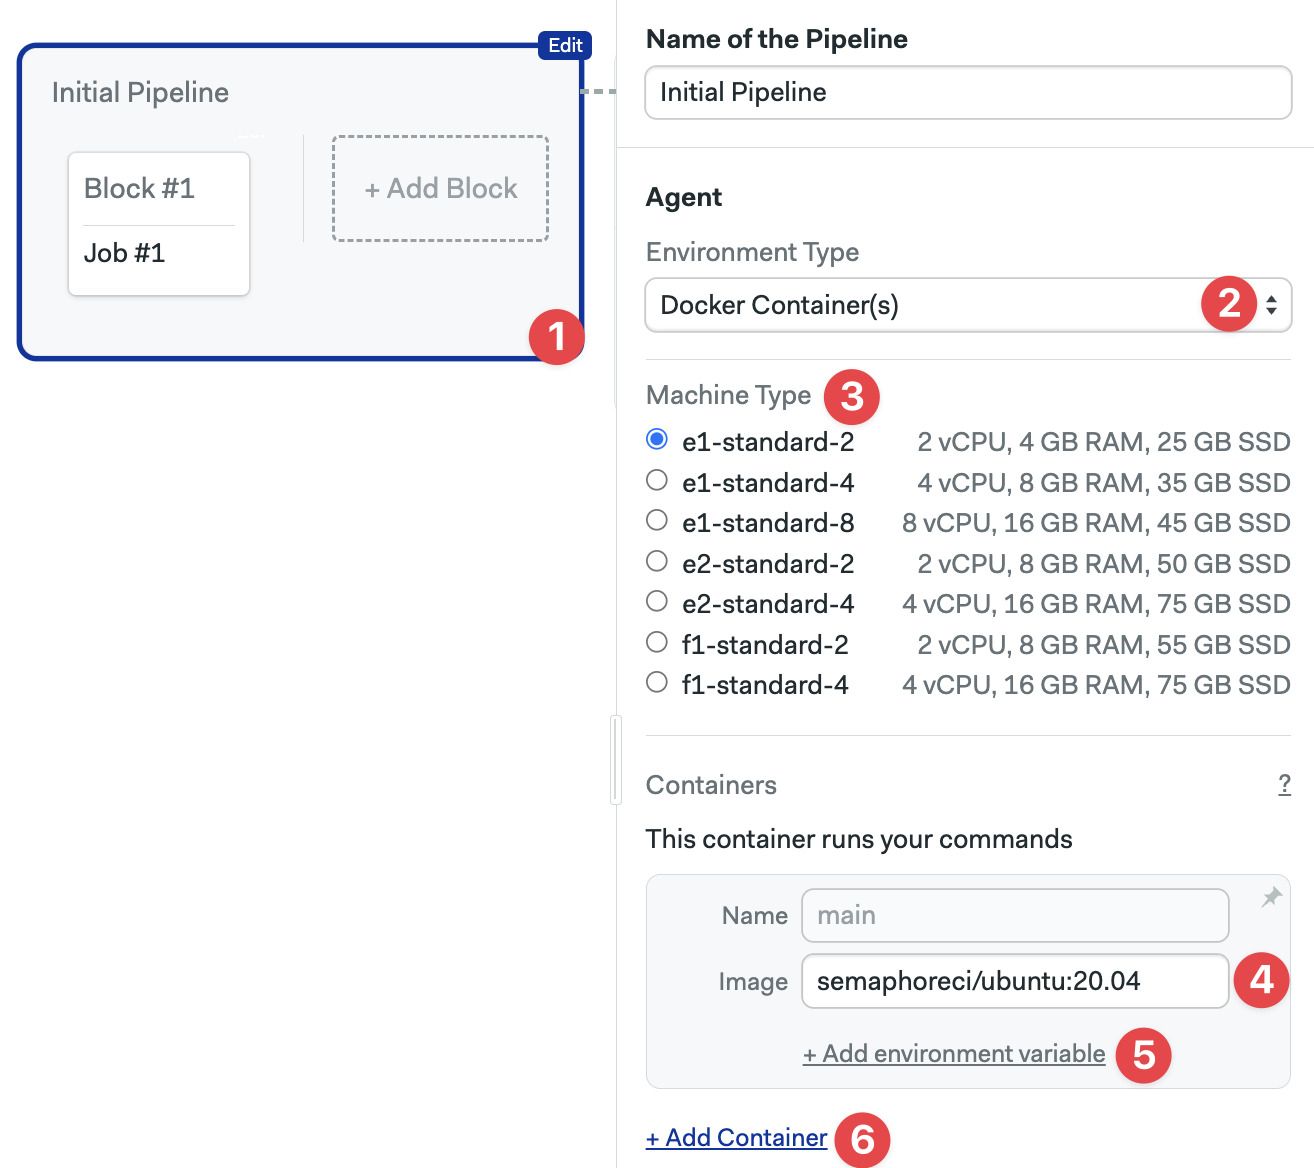 Edit
Initial Pipeline
Block #1
Job #1
+ Add Block
1
Name of the Pipeline
Initial Pipeline
Agent
Environment Type
Docker Container(s) 2
Machine Type 3
e1-standard-2 2 vCPU, 4 GB RAM, 25 GB SSD
e1-standard-4 4 vCPU, 8 GB RAM, 35 GB SSD
e1-standard-8 8 vCPU, 16 GB RAM, 45 GB SSD
e2-standard-2 2 vCPU, 8 GB RAM, 50 GB SSD
e2-standard-4 4 vCPU, 16 GB RAM, 75 GB SSD
f1-standard-2 2 vCPU, 8 GB RAM, 55 GB SSD
f1-standard-4 4 vCPU, 16 GB RAM, 75 GB SSD
Containers ?
This container runs your commands
Name main
Image semaphoreci/ubuntu:20.04 4
+ Add environment variable 5
+ Add Container 6